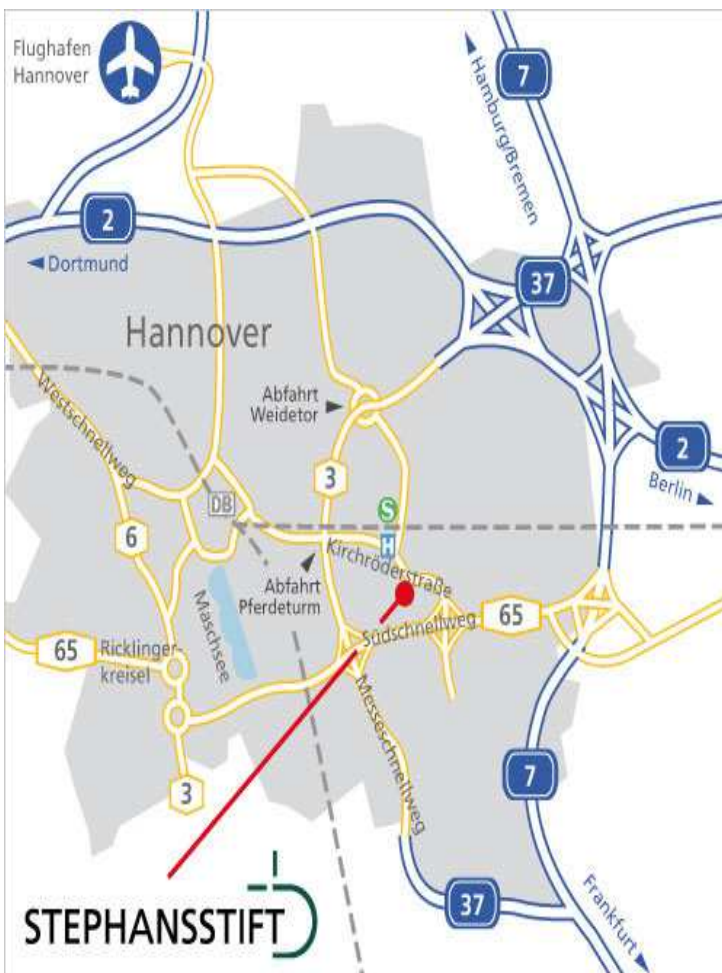 Flughafen
Hannover
7
Hamburg/Bremen
2
Dortmund
37
Hannover
Westschnellweg
Abfahrt
Weidetor
3
2
Berlin
DB
S
H
6
Kirchröderstraße
Abfahrt
Pferdeturm
Maschsee
65
Ricklinger-
kreisel
Südschnellweg
65
Messeschnellweg
3
7
37
Frankfurt
STEPHANSSTIFT